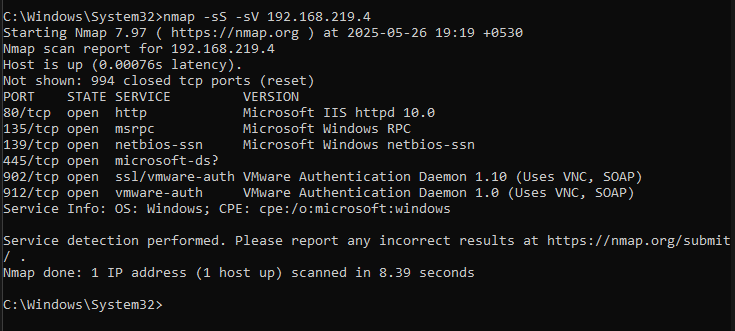 C:\Windows\System32>nmap -sS -sV 192.168.219.4
Starting Nmap 7.97 ( https://nmap.org ) at 2025-05-26 19:19 +0530
Nmap scan report for 192.168.219.4
Host is up (0.00076s latency).
Not shown: 994 closed tcp ports (reset)
PORT    STATE SERVICE         VERSION
80/tcp  open  http            Microsoft IIS httpd 10.0
135/tcp open  msrpc           Microsoft Windows RPC
139/tcp open  netbios-ssn     Microsoft Windows netbios-ssn
445/tcp open  microsoft-ds?
902/tcp open  ssl/vmware-auth VMware Authentication Daemon 1.10 (Uses VNC, SOAP)
912/tcp open  vmware-auth     VMware Authentication Daemon 1.0 (Uses VNC, SOAP)
Service Info: OS: Windows; CPE: cpe:/o:microsoft:windows
Service detection performed. Please report any incorrect results at https://nmap.org/submit
/ .
Nmap done: 1 IP address (1 host up) scanned in 8.39 seconds
C:\Windows\System32>